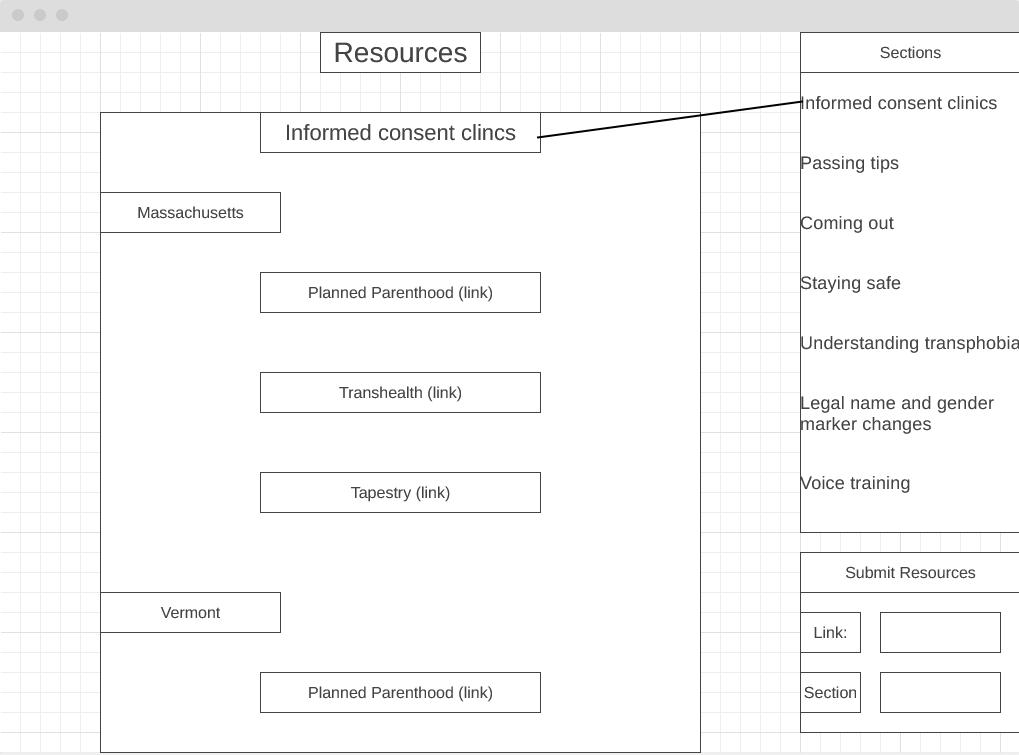 Resources
Informed consent clincs
Massachusetts
Planned Parenthood (link)
Transhealth (link)
Tapestry (link)
Vermont
Planned Parenthood (link)
Sections
Informed consent clinics
Passing tips
Coming out
Staying safe
Understanding transphobia
Legal name and gender
marker changes
Voice training
Submit Resources
Link:
Section